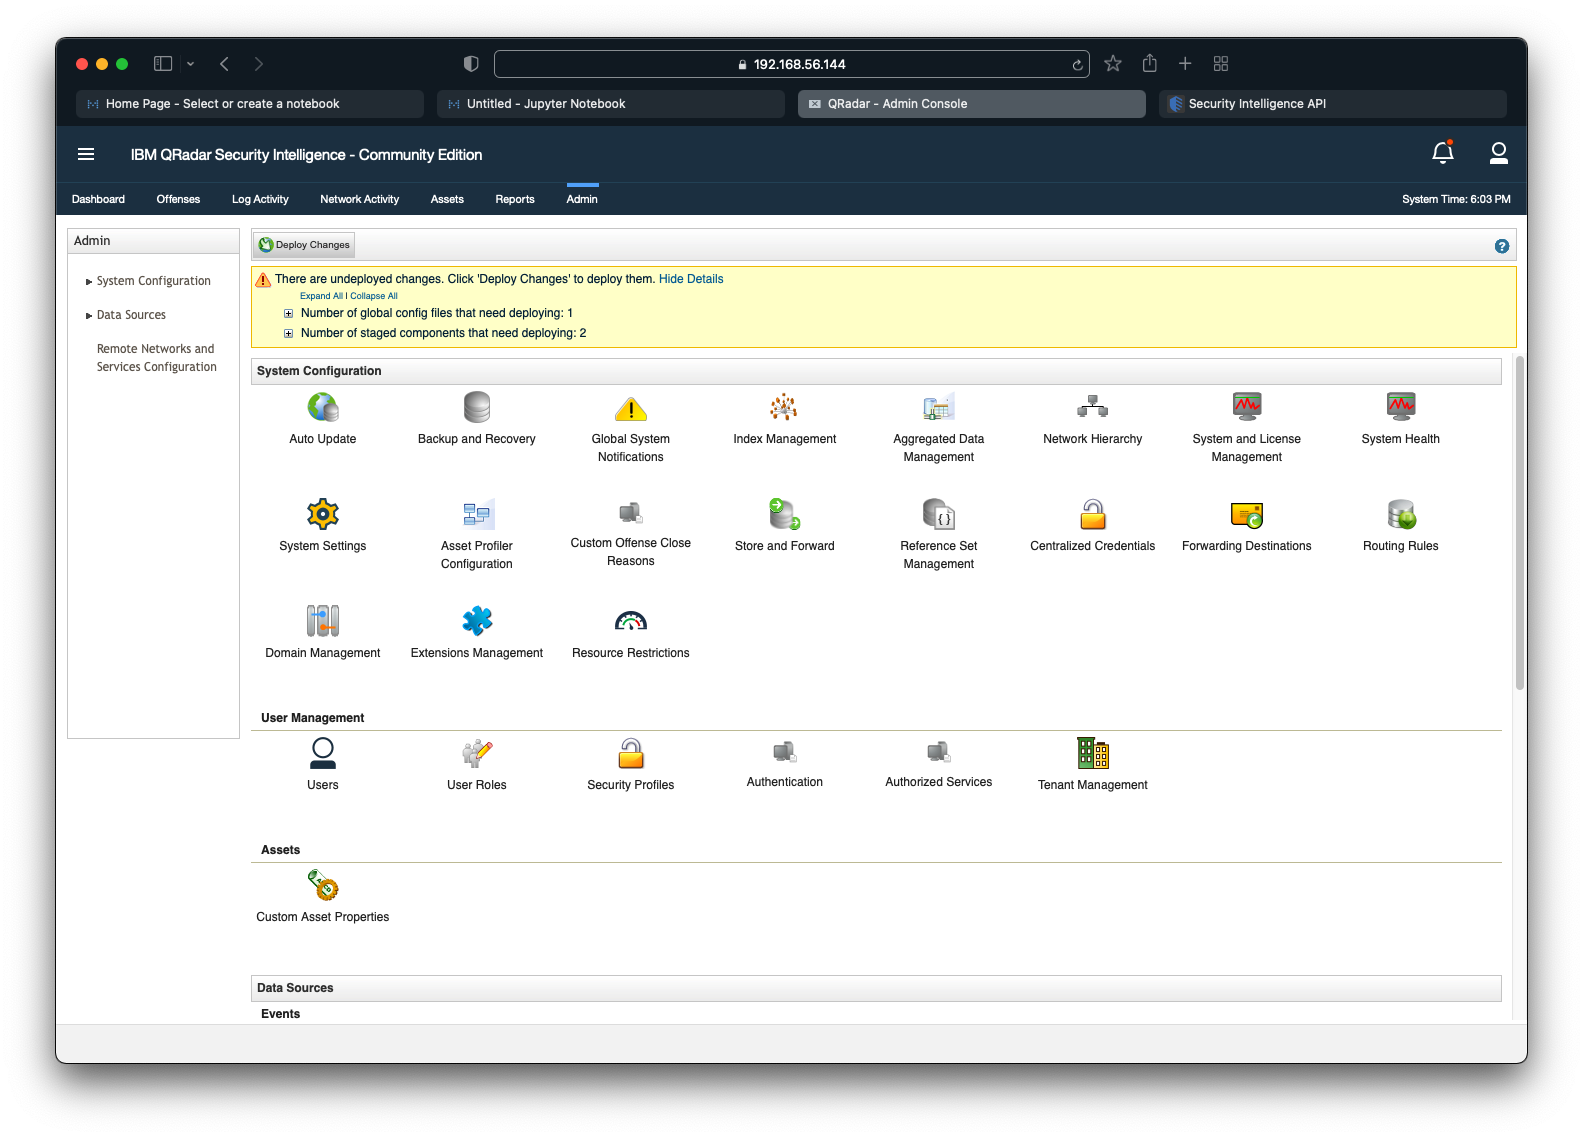 192.168.56.144
Home Page - Select or create a notebook
Untitled - Jupyter Notebook
QRadar - Admin Console
Security Intelligence API
IBM QRadar Security Intelligence - Community Edition
Dashboard
Offenses
Log Activity
Network Activity
Assets
Reports
Admin
System Time: 6:03 PM
Admin
System Configuration
Data Sources
Remote Networks and
Services Configuration
Deploy Changes
?
There are undeployed changes. Click 'Deploy Changes' to deploy them. Hide Details
Expand All | Collapse All
Number of global config files that need deploying: 1
Number of staged components that need deploying: 2
System Configuration
Auto Update
Backup and Recovery
Global System
Notifications
Index Management
Aggregated Data
Management
Network Hierarchy
System and License
Management
System Health
System Settings
Asset Profiler
Configuration
Custom Offense Close
Reasons
Store and Forward
Reference Set
Management
Centralized Credentials
Forwarding Destinations
Routing Rules
Domain Management
Extensions Management
Resource Restrictions
User Management
Users
User Roles
Security Profiles
Authentication
Authorized Services
Tenant Management
Assets
Custom Asset Properties
Data Sources
Events